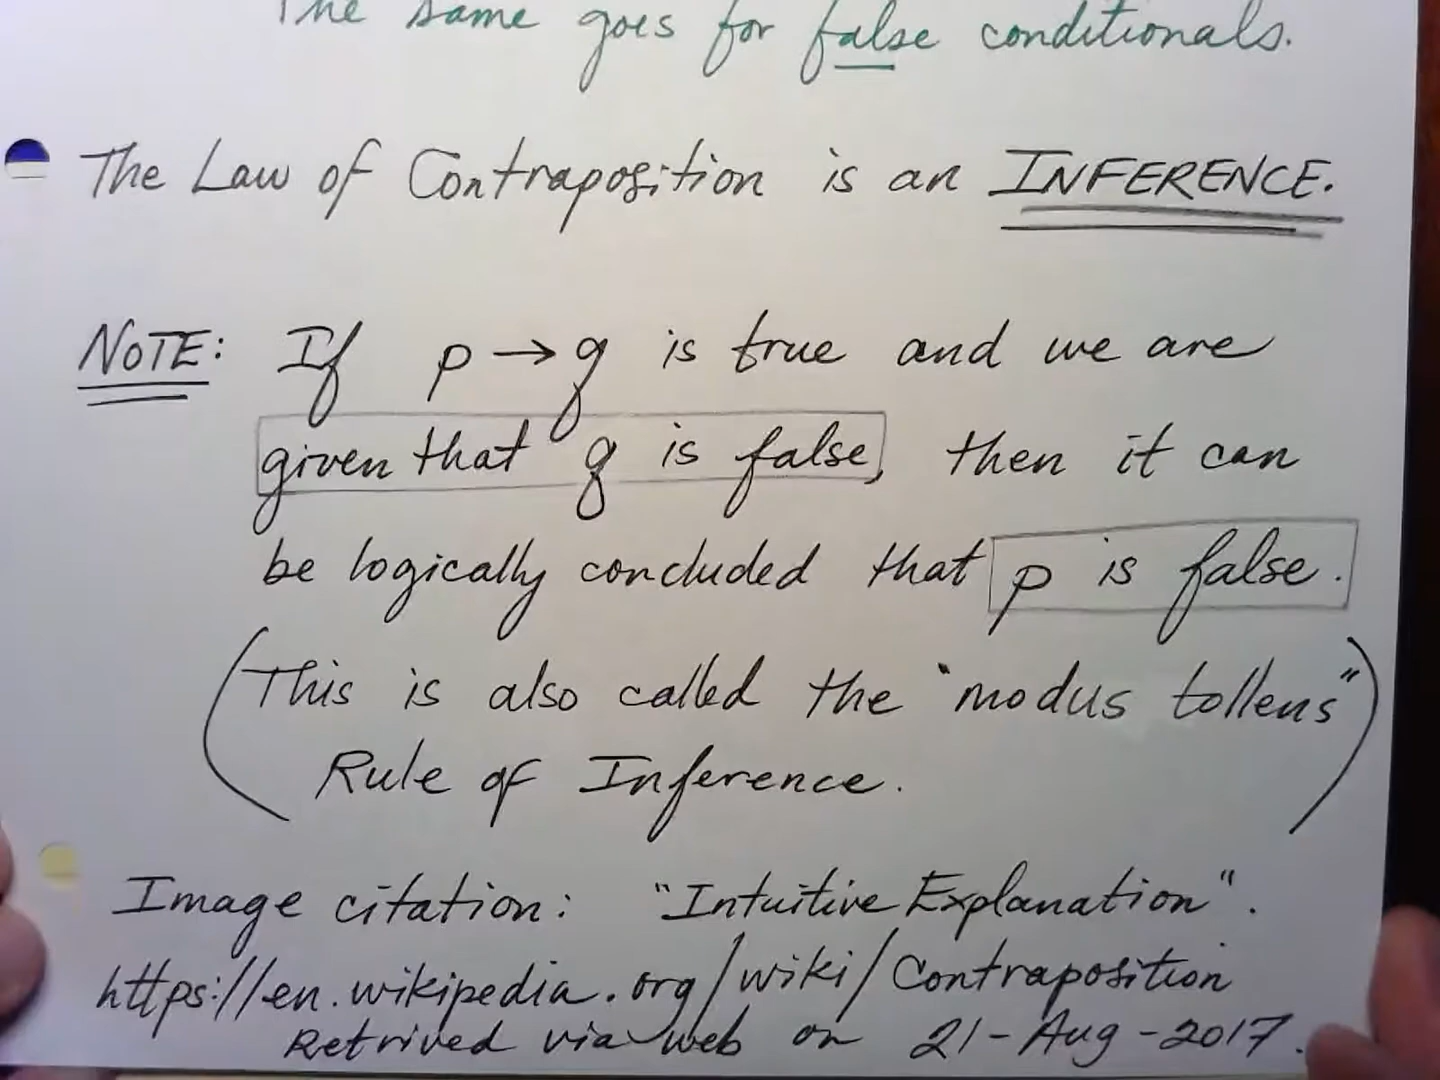 The same goes for false conditionals.
The Law of Contraposition is an INFERENCE.
NOTE: If p → q is true and we are
given that q is false, then it can
be logically concluded that p is false.
(This is also called the "modus tollens")
Rule of Inference.
Image citation: "Intuitive Explanation".
https://en.wikipedia.org/wiki/Contraposition
Retrived via web on 21-Aug-2017.